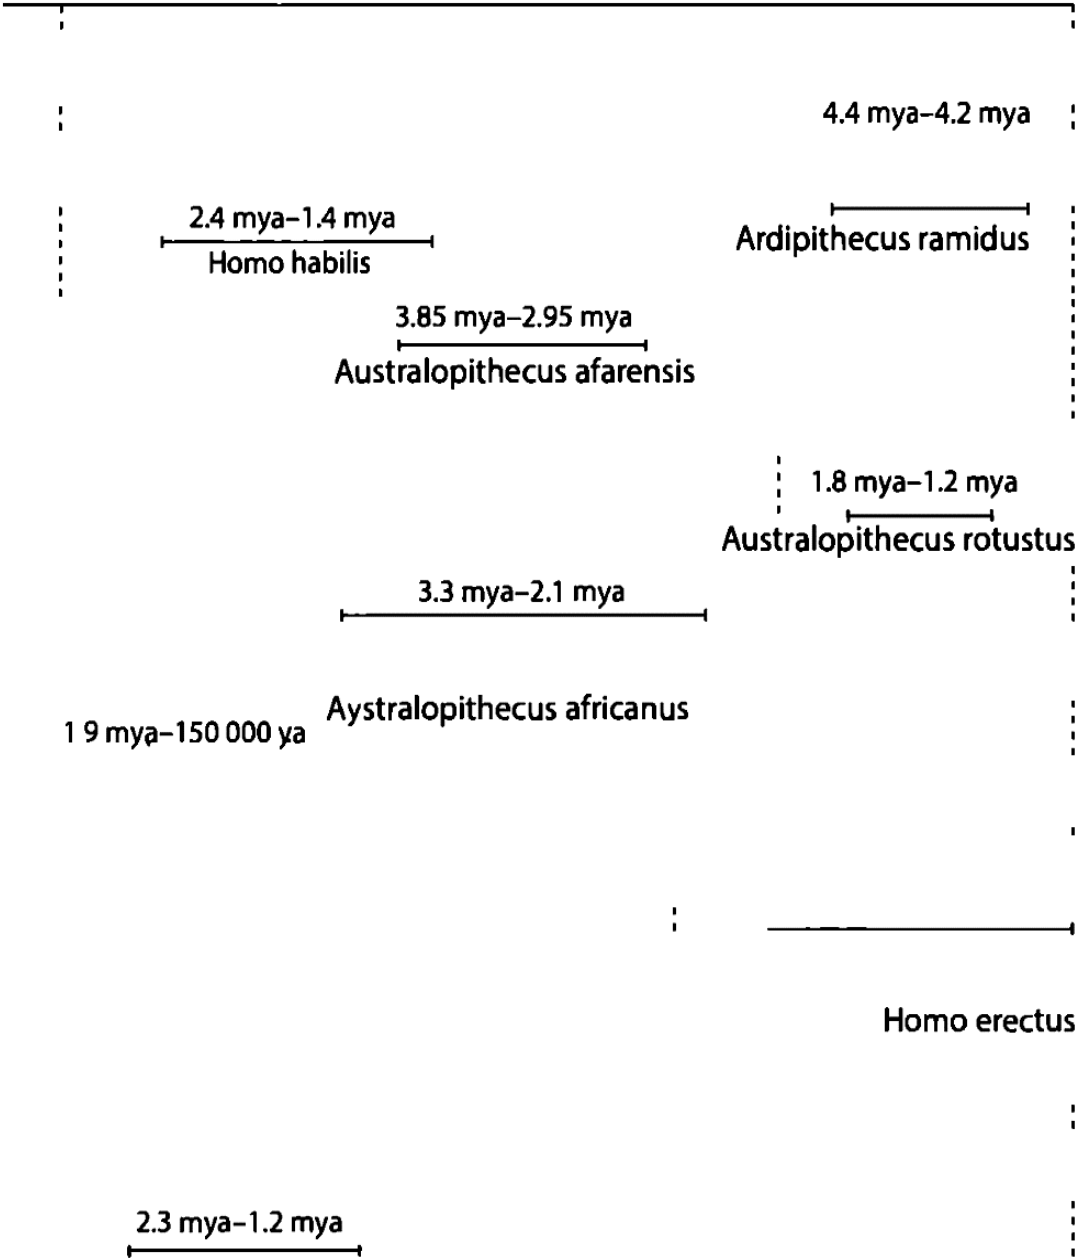 4.4 mya–4.2 mya
2.4 mya–1.4 mya
Ardipithecus ramidus
Homo habilis
3.85 mya–2.95 mya
Australopithecus afarensis
1.8 mya–1.2 mya
Australopithecus rotustus
3.3 mya–2.1 mya
Aystralopithecus africanus
1 9 mya–150 000 ya
Homo erectus
2.3 mya–1.2 mya